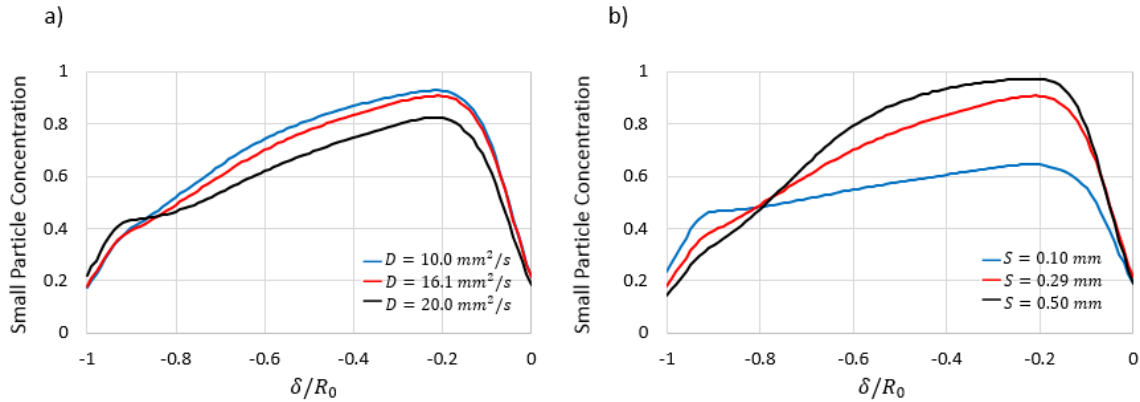 a)
Small Particle Concentration
1
0.8
0.6
0.4
0.2
0
-1 -0.8 -0.6 -0.4 -0.2 0
δ/R₀
D = 10.0 mm²/s
D = 16.1 mm²/s
D = 20.0 mm²/s
b)
Small Particle Concentration
1
0.8
0.6
0.4
0.2
0
-1 -0.8 -0.6 -0.4 -0.2 0
δ/R₀
S = 0.10 mm
S = 0.29 mm
S = 0.50 mm